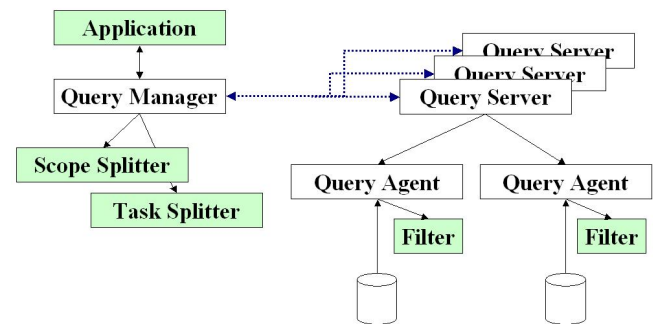 Application
Query Server
Query Server
Query Manager
Query Server
Scope Splitter
Query Agent
Query Agent
Task Splitter
Filter
Filter